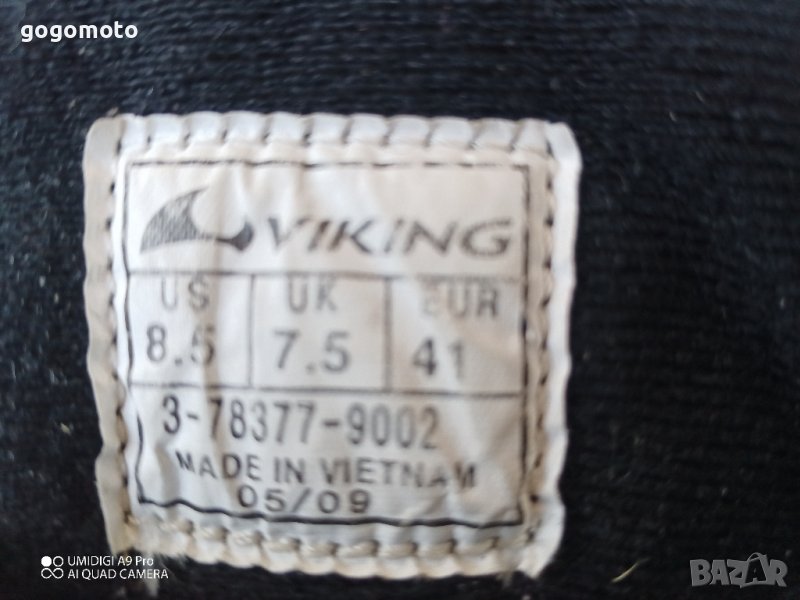 gogomoto
VIKING
US UK EUR
8.5 7.5 41
3-78377-9002
MADE IN VIETNAM
05/09
UMIDIGI A9 Pro
AI QUAD CAMERA
BAZAR